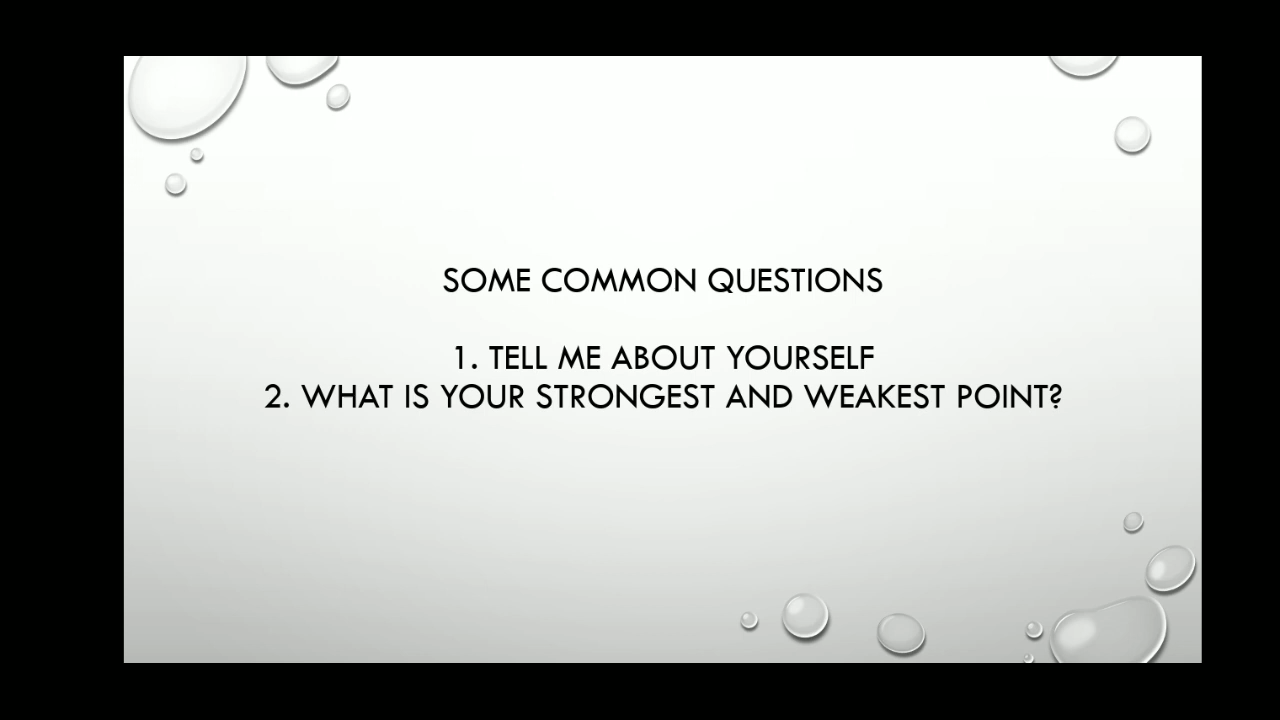 SOME COMMON QUESTIONS
1. TELL ME ABOUT YOURSELF
2. WHAT IS YOUR STRONGEST AND WEAKEST POINT?